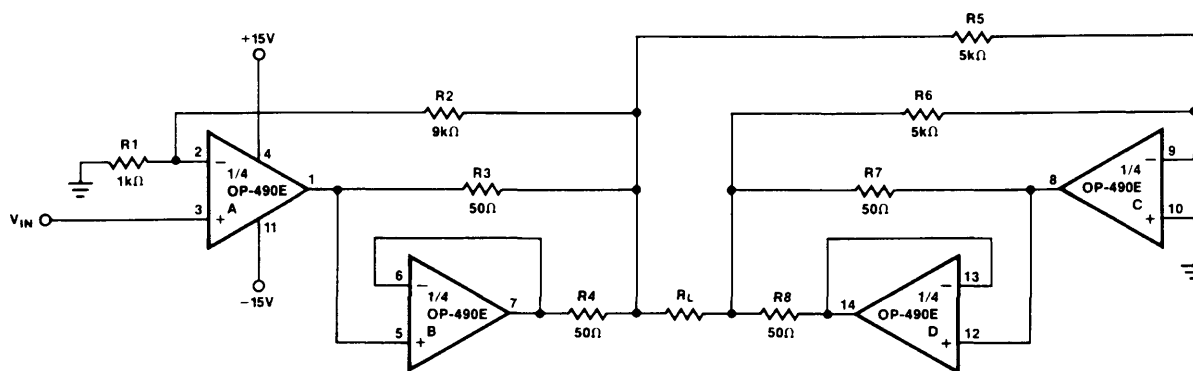 R5
+15V
5kΩ
R2
R6
9kΩ
5kΩ
R1
2
−
4
1/4
OP-490E
A
1
1kΩ
R3
R7
8
−
9
1/4
OP-490E
C
50Ω
50Ω
VIN
3
+
11
+
10
6
−
13
−
−15V
1/4
OP-490E
B
7
R4
RL
R8
14
1/4
OP-490E
D
5
+
50Ω
50Ω
12
+